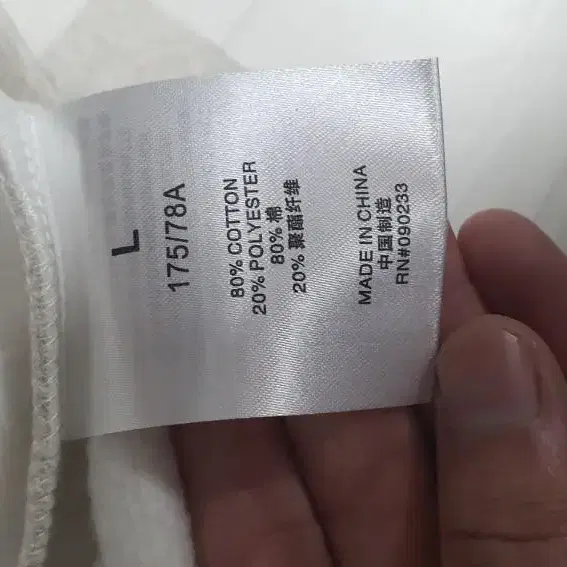 L
175/78A
80% COTTON
20% POLYESTER
80% 棉
20% 聚酯纤维
MADE IN CHINA
中国制造
RN#090233